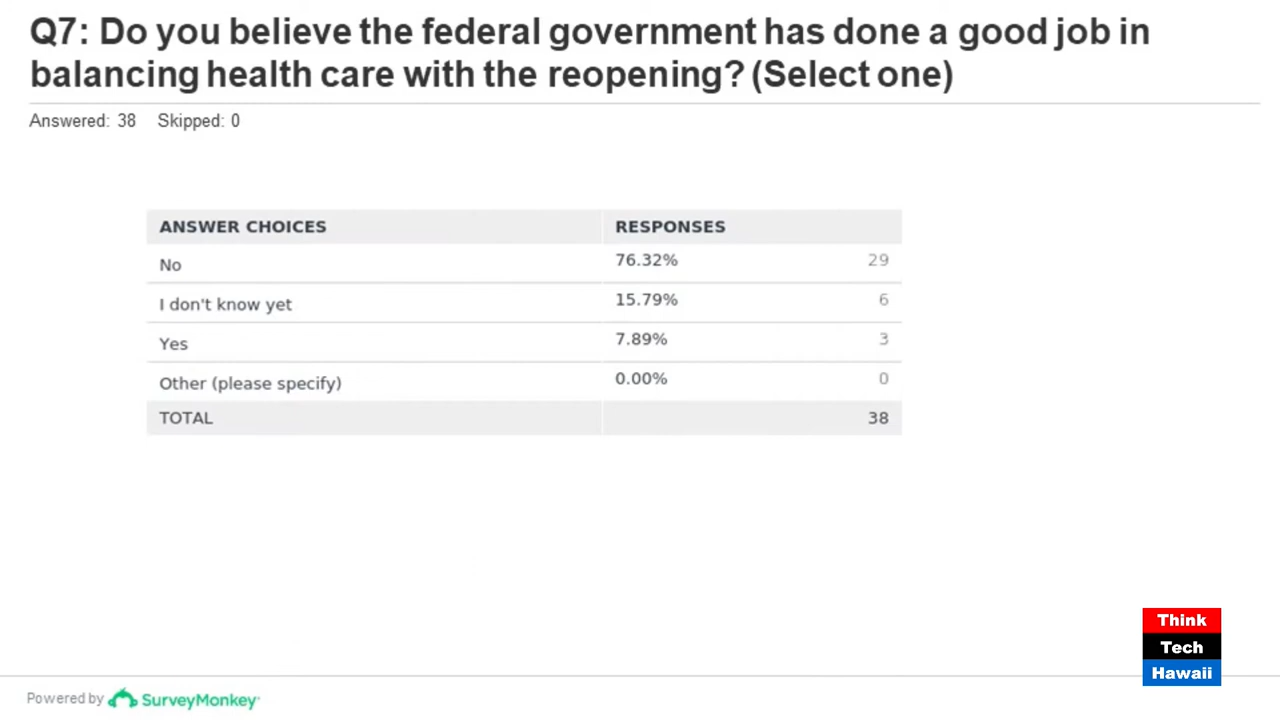 Q7: Do you believe the federal government has done a good job in
balancing health care with the reopening? (Select one)
Answered: 38 Skipped: 0
ANSWER CHOICES RESPONSES
No 76.32% 29
I don't know yet 15.79% 6
Yes 7.89% 3
Other (please specify) 0.00% 0
TOTAL 38
Think
Tech
Hawaii
Powered by SurveyMonkey